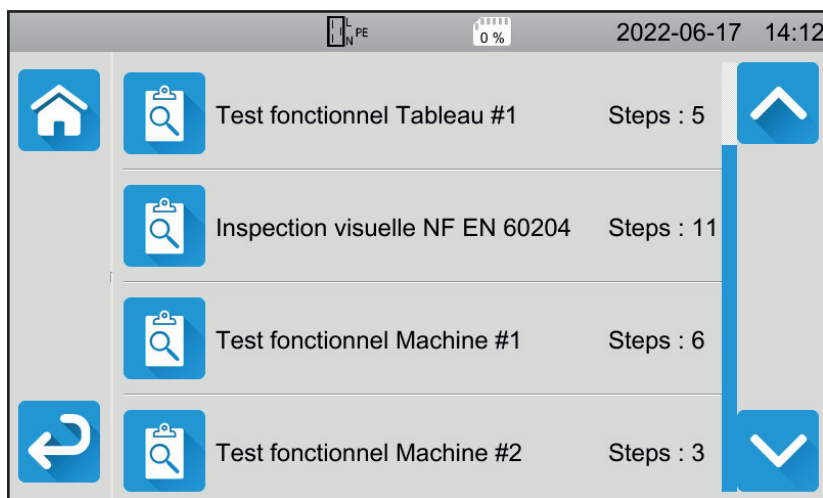 L
N PE
0 %
2022-06-17 14:12
Test fonctionnel Tableau #1 Steps : 5
Inspection visuelle NF EN 60204 Steps : 11
Test fonctionnel Machine #1 Steps : 6
Test fonctionnel Machine #2 Steps : 3